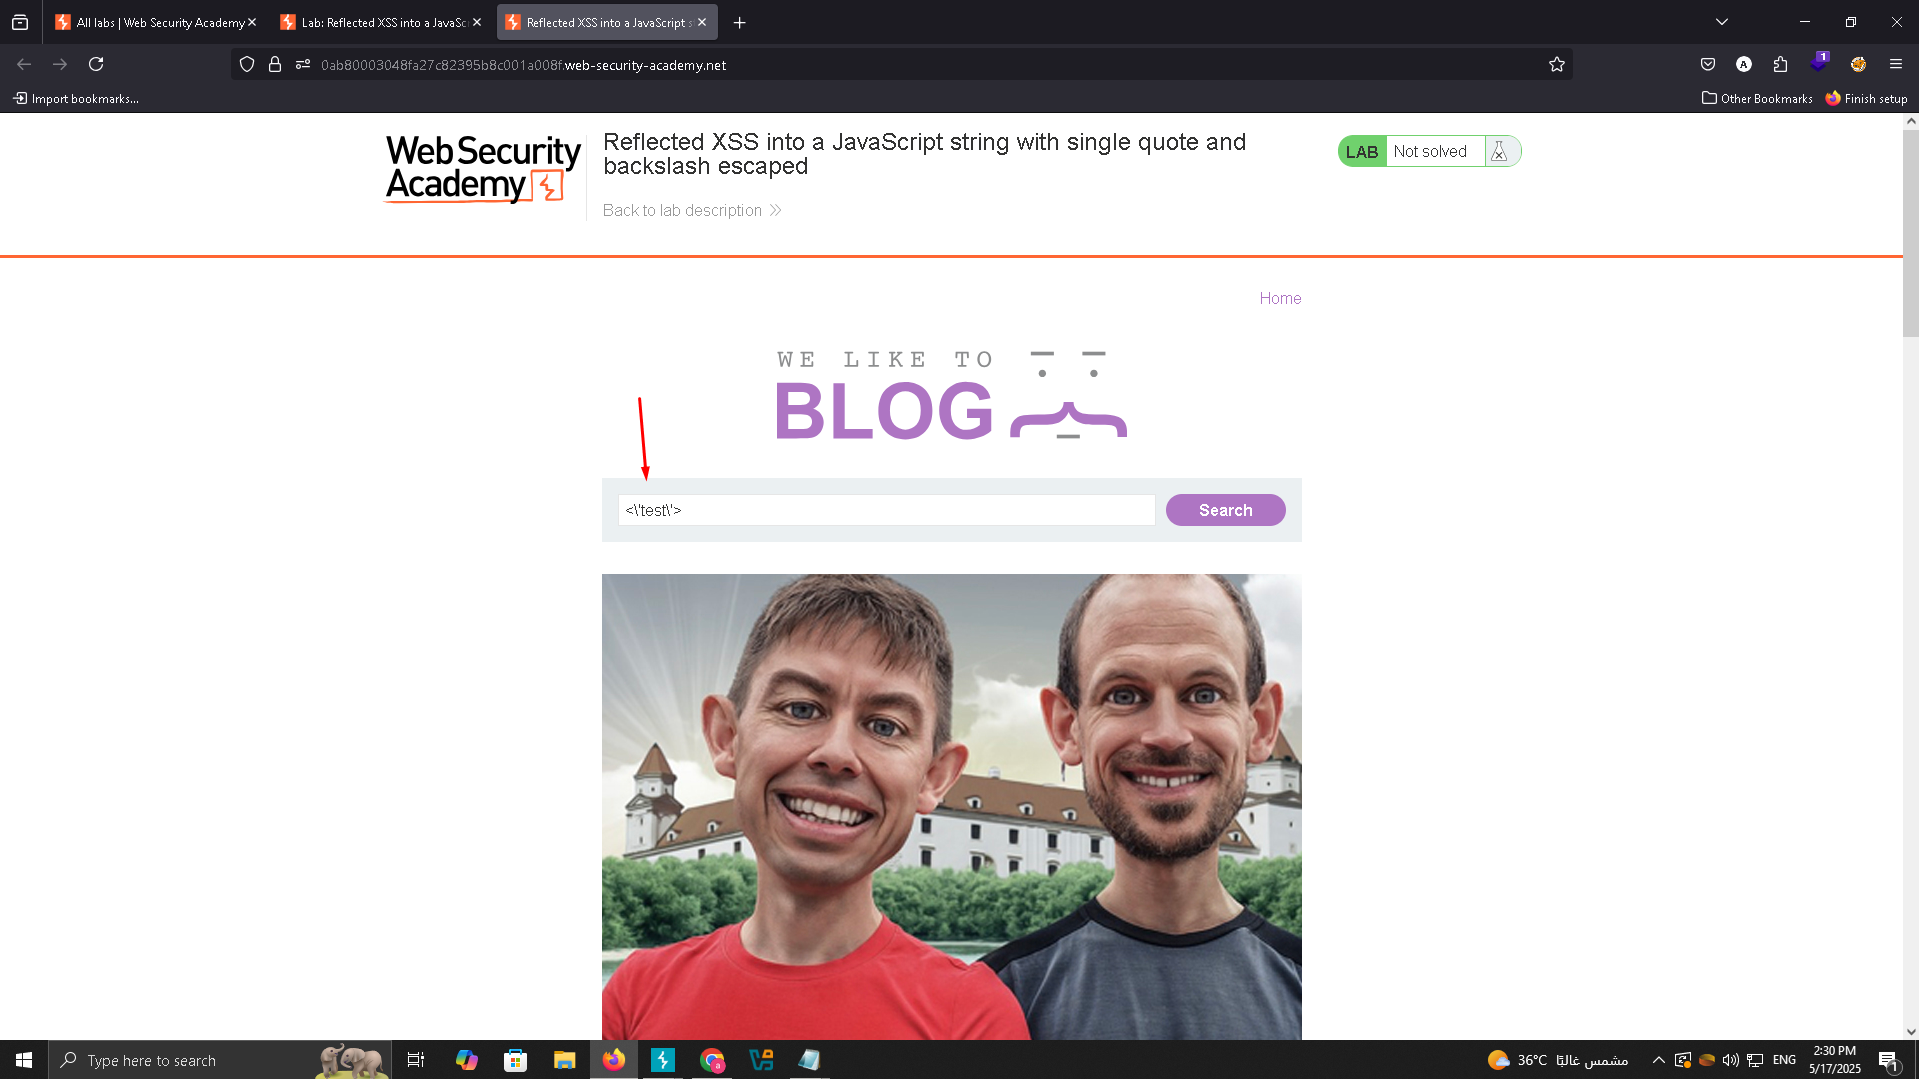 All labs | Web Security Academy
Lab: Reflected XSS into a JavaSc
Reflected XSS into a JavaScript s
0ab80003048fa27c82395b8c001a008f.web-security-academy.net
A
1
Import bookmarks...
Other Bookmarks
Finish setup
Web Security
Academy
Reflected XSS into a JavaScript string with single quote and
backslash escaped
Back to lab description
LAB
Not solved
Home
WE LIKE TO
BLOG
<\'test\'>
Search
Type here to search
a
36°C
مشمس غالبًا
ENG
2:30 PM
5/17/2025
1